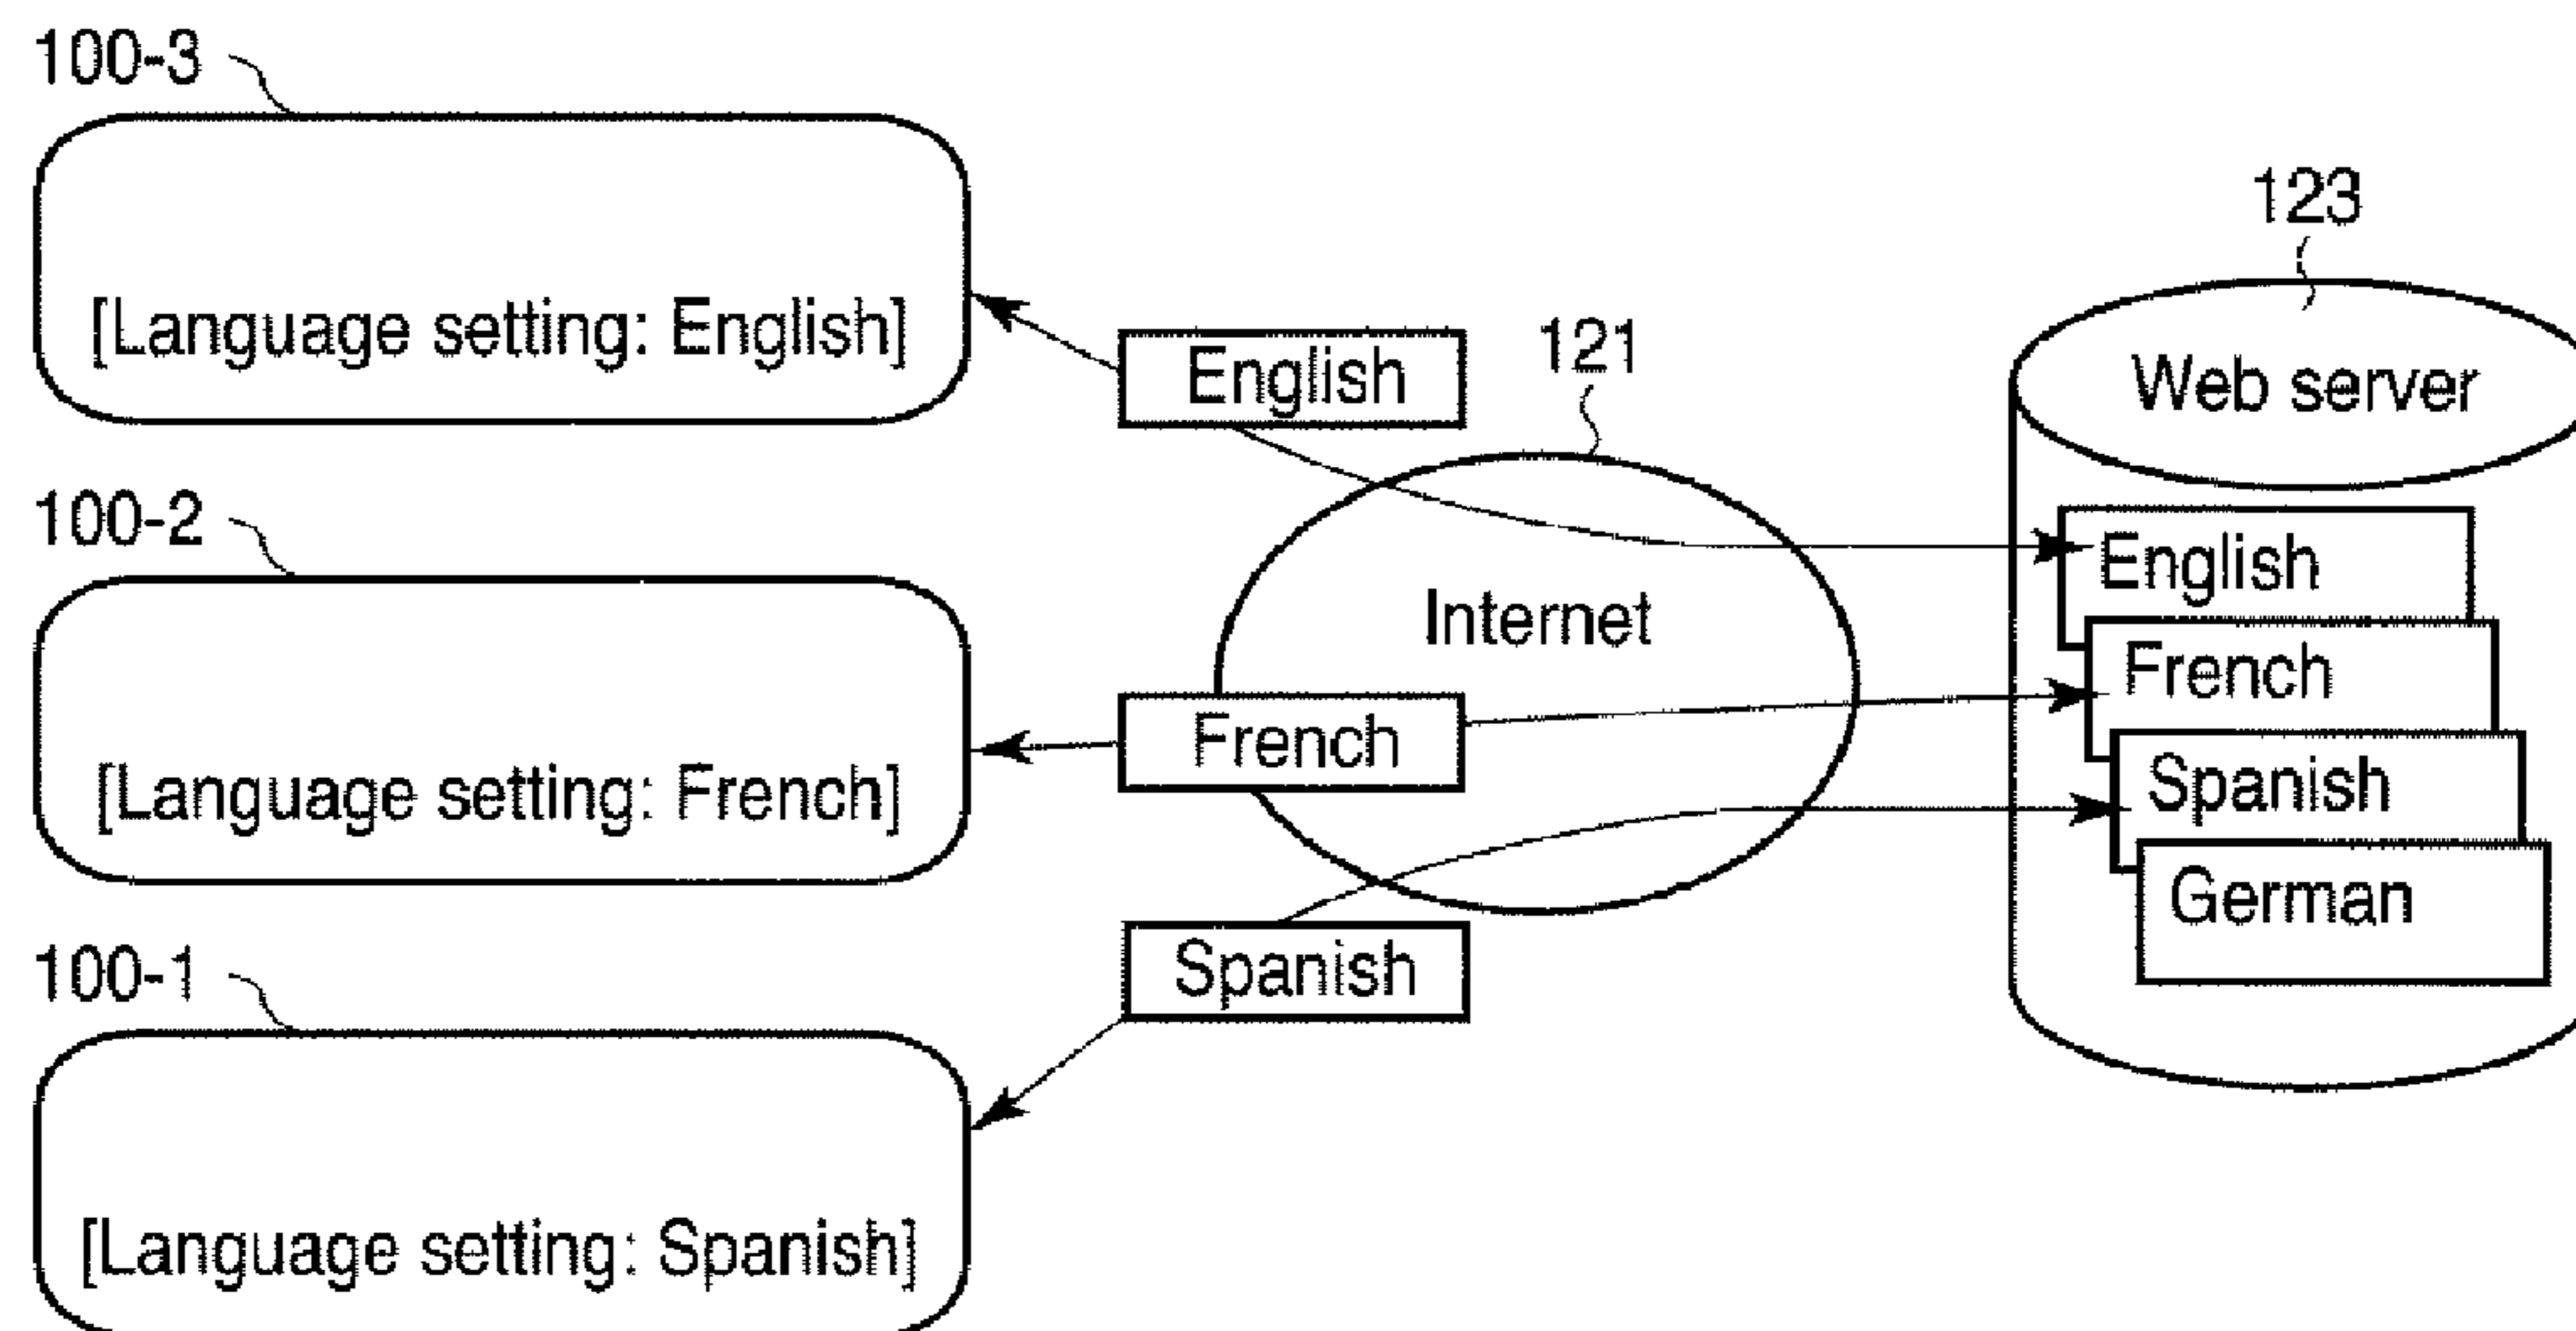 100-3
[Language setting: English]
English
100-2
[Language setting: French]
French
100-1
[Language setting: Spanish]
Spanish
121
Internet
123
Web server
English
French
Spanish
German